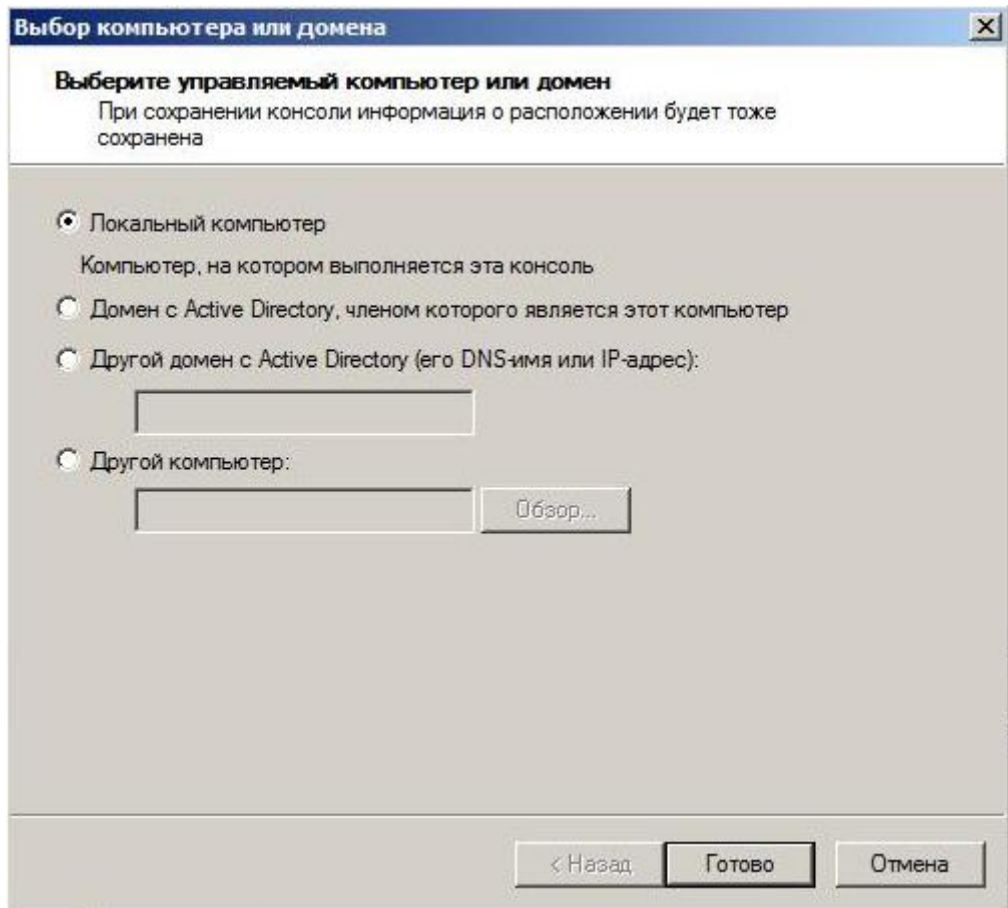 Выбор компьютера или домена
Выберите управляемый компьютер или домен
При сохранении консоли информация о расположении будет тоже
сохранена
Локальный компьютер
Компьютер, на котором выполняется эта консоль
Домен с Active Directory, членом которого является этот компьютер
Другой домен с Active Directory (его DNS-имя или IP-адрес):
Другой компьютер:
Обзор...
< Назад
Готово
Отмена